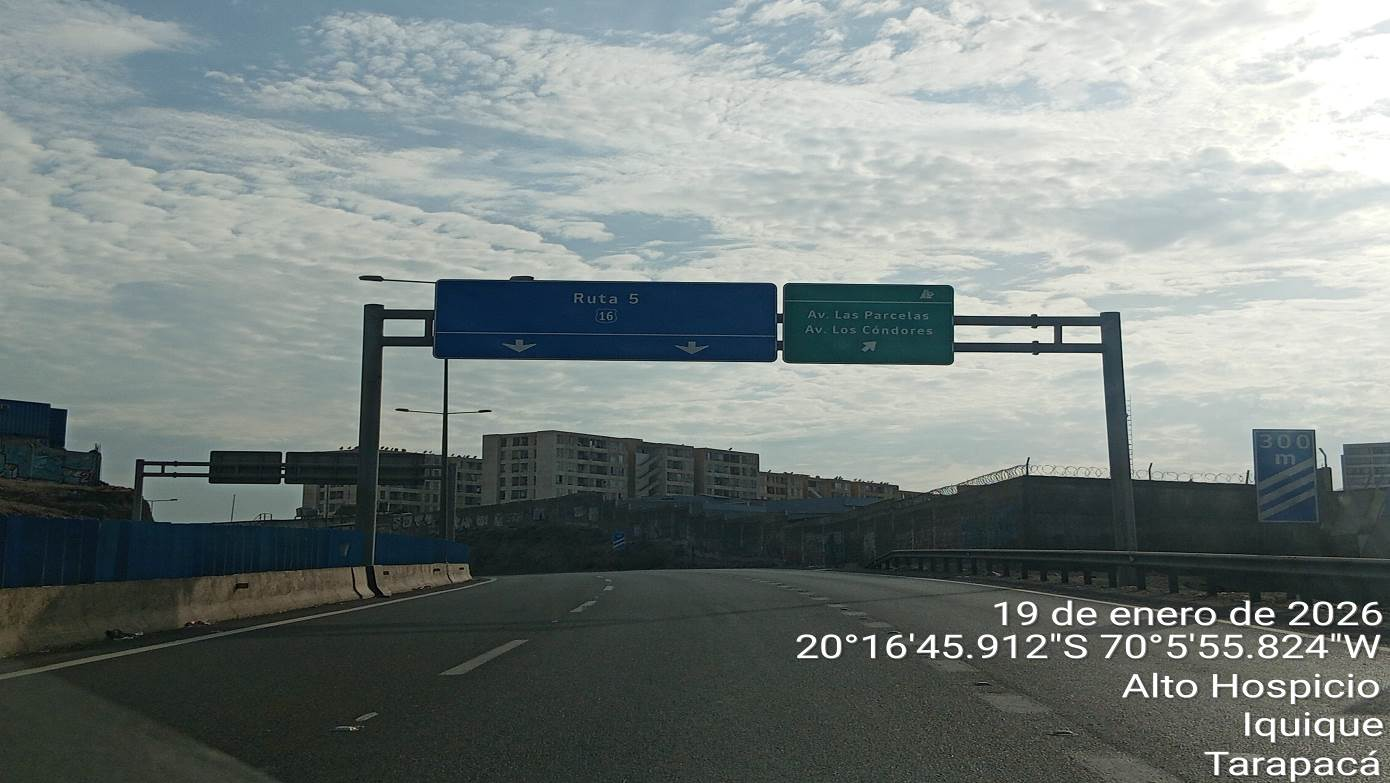 Ruta 5
16
Av. Las Parcelas
Av. Los Cóndores
300
m
19 de enero de 2026
20°16'45.912"S 70°5'55.824"W
Alto Hospicio
Iquique
Tarapacá